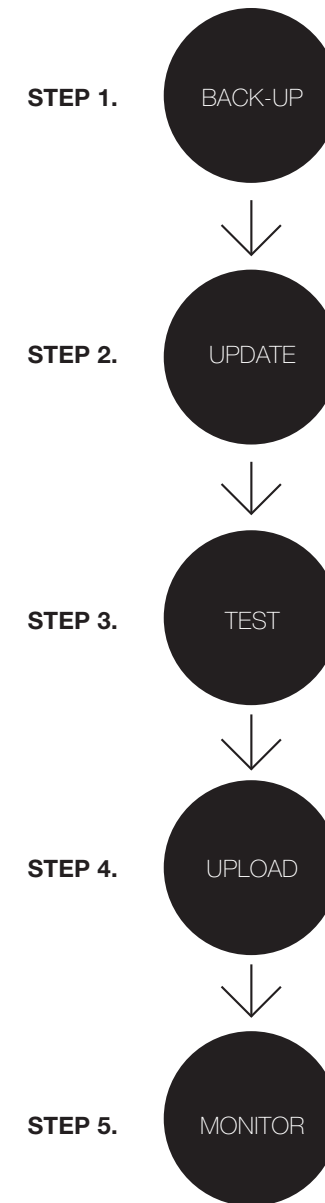 STEP 1. BACK-UP
STEP 2. UPDATE
STEP 3. TEST
STEP 4. UPLOAD
STEP 5. MONITOR